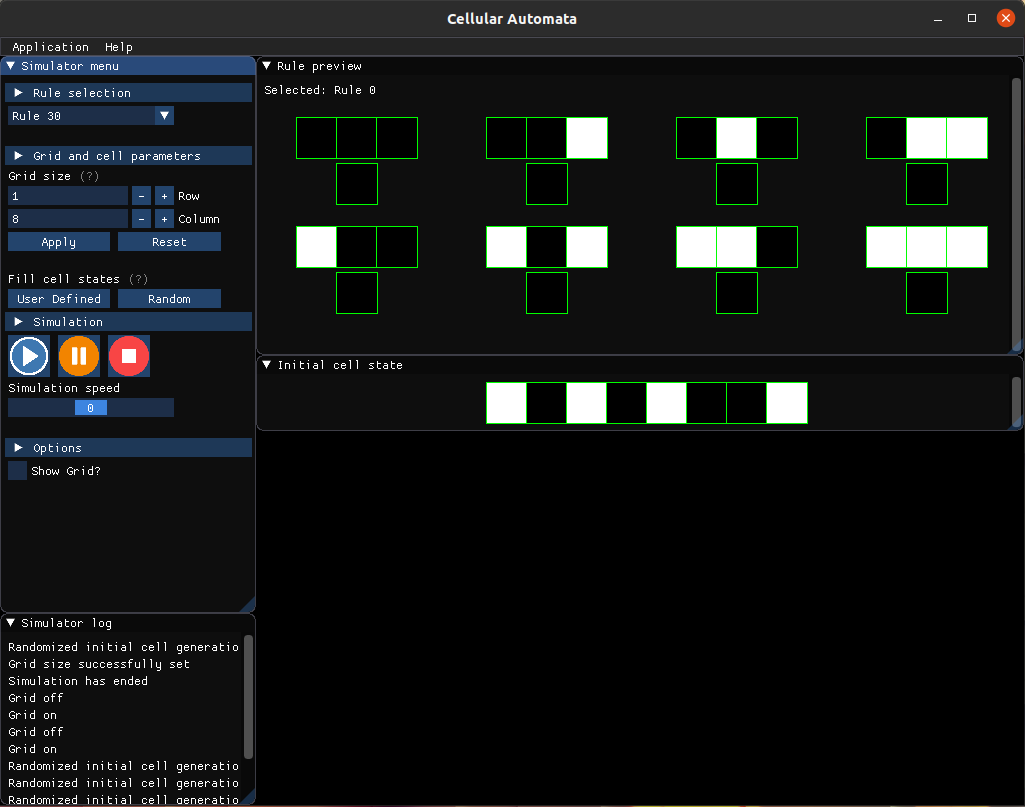 Cellular Automata
Application Help
Simulator menu
Rule selection
Rule 30
Grid and cell parameters
Grid size (?)
1 - + Row
8 - + Column
Apply Reset
Fill cell states (?)
User Defined Random
Simulation
Simulation speed
0
Options
Show Grid?
Simulator log
Randomized initial cell generatio
Grid size successfully set
Simulation has ended
Grid off
Grid on
Grid off
Grid on
Randomized initial cell generatio
Randomized initial cell generatio
Randomized initial cell generatio
Rule preview
Selected: Rule 0
Initial cell state